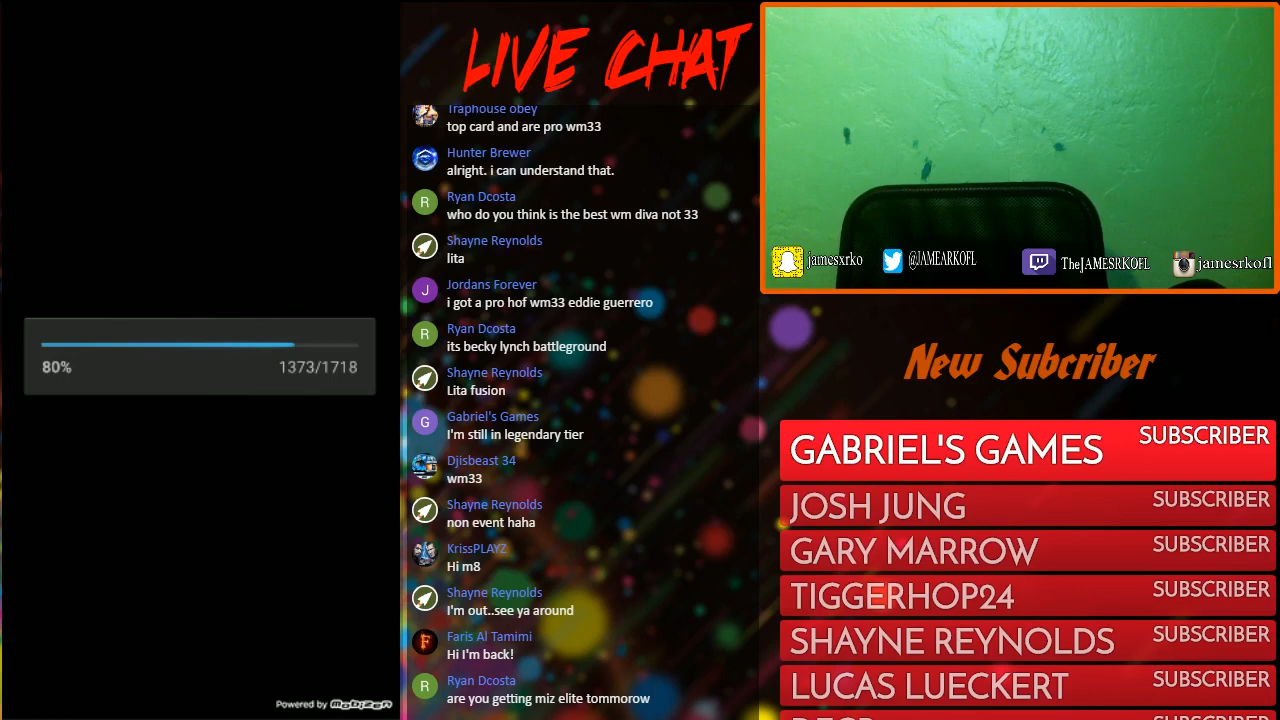 80%
1373/1718
Powered by Mobizen
LIVE CHAT
Traphouse obey
top card and are pro wm33
Hunter Brewer
alright. i can understand that.
R
Ryan Dcosta
who do you think is the best wm diva not 33
Shayne Reynolds
lita
J
Jordans Forever
i got a pro hof wm33 eddie guerrero
R
Ryan Dcosta
its becky lynch battleground
Shayne Reynolds
Lita fusion
G
Gabriel's Games
I'm still in legendary tier
Djisbeast 34
wm33
Shayne Reynolds
non event haha
KrissPLAYZ
Hi m8
Shayne Reynolds
I'm out..see ya around
F
Faris Al Tamimi
Hi I'm back!
R
Ryan Dcosta
are you getting miz elite tommorow
jamesxrko
@JAMEARKOFL
TheJAMESRKOFL
jamesrkofl
New Subcriber
GABRIEL'S GAMES SUBSCRIBER
JOSH JUNG SUBSCRIBER
GARY MARROW SUBSCRIBER
TIGGERHOP24 SUBSCRIBER
SHAYNE REYNOLDS SUBSCRIBER
LUCAS LUECKERT SUBSCRIBER